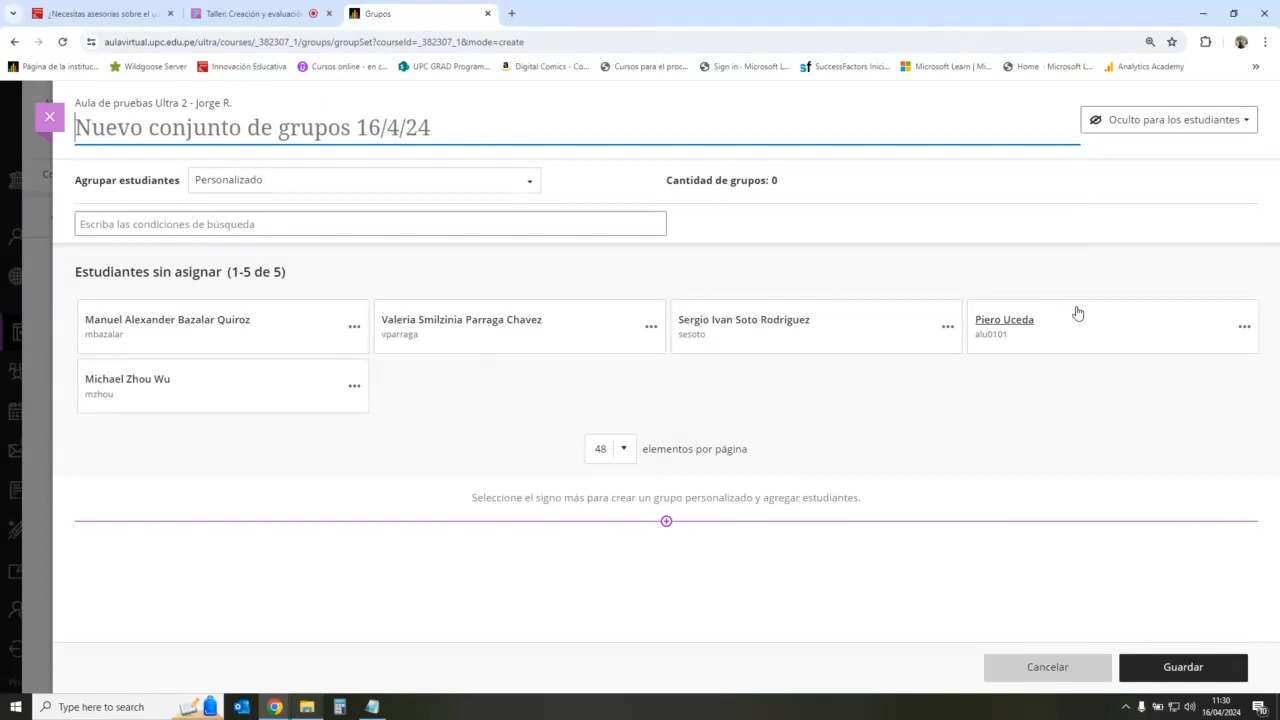 ¿Necesitas asesorías sobre el u
Taller: Creación y evaluació
Grupos
aulavirtual.upc.edu.pe/ultra/courses/_382307_1/groups/groupSet?courseId=_382307_1&mode=create
Página de la instituc...
Wildgoose Server
Innovación Educativa
Cursos online - en c...
UPC GRAD Program...
Digital Comics - Co...
Cursos para el proc...
Sign in - Microsoft L...
SuccessFactors Inici...
Microsoft Learn | Mi...
Home - Microsoft L...
Analytics Academy
Aula de pruebas Ultra 2 - Jorge R.
Nuevo conjunto de grupos 16/4/24
Oculto para los estudiantes
Agrupar estudiantes
Personalizado
Cantidad de grupos: 0
Escriba las condiciones de búsqueda
Estudiantes sin asignar (1-5 de 5)
Manuel Alexander Bazalar Quiroz
mbazalar
Valeria Smilzinia Parraga Chavez
vparraga
Sergio Ivan Soto Rodriguez
sesoto
Piero Uceda
alu0101
Michael Zhou Wu
mzhou
48
elementos por página
Seleccione el signo más para crear un grupo personalizado y agregar estudiantes.
Cancelar
Guardar
Type here to search
11:30
16/04/2024